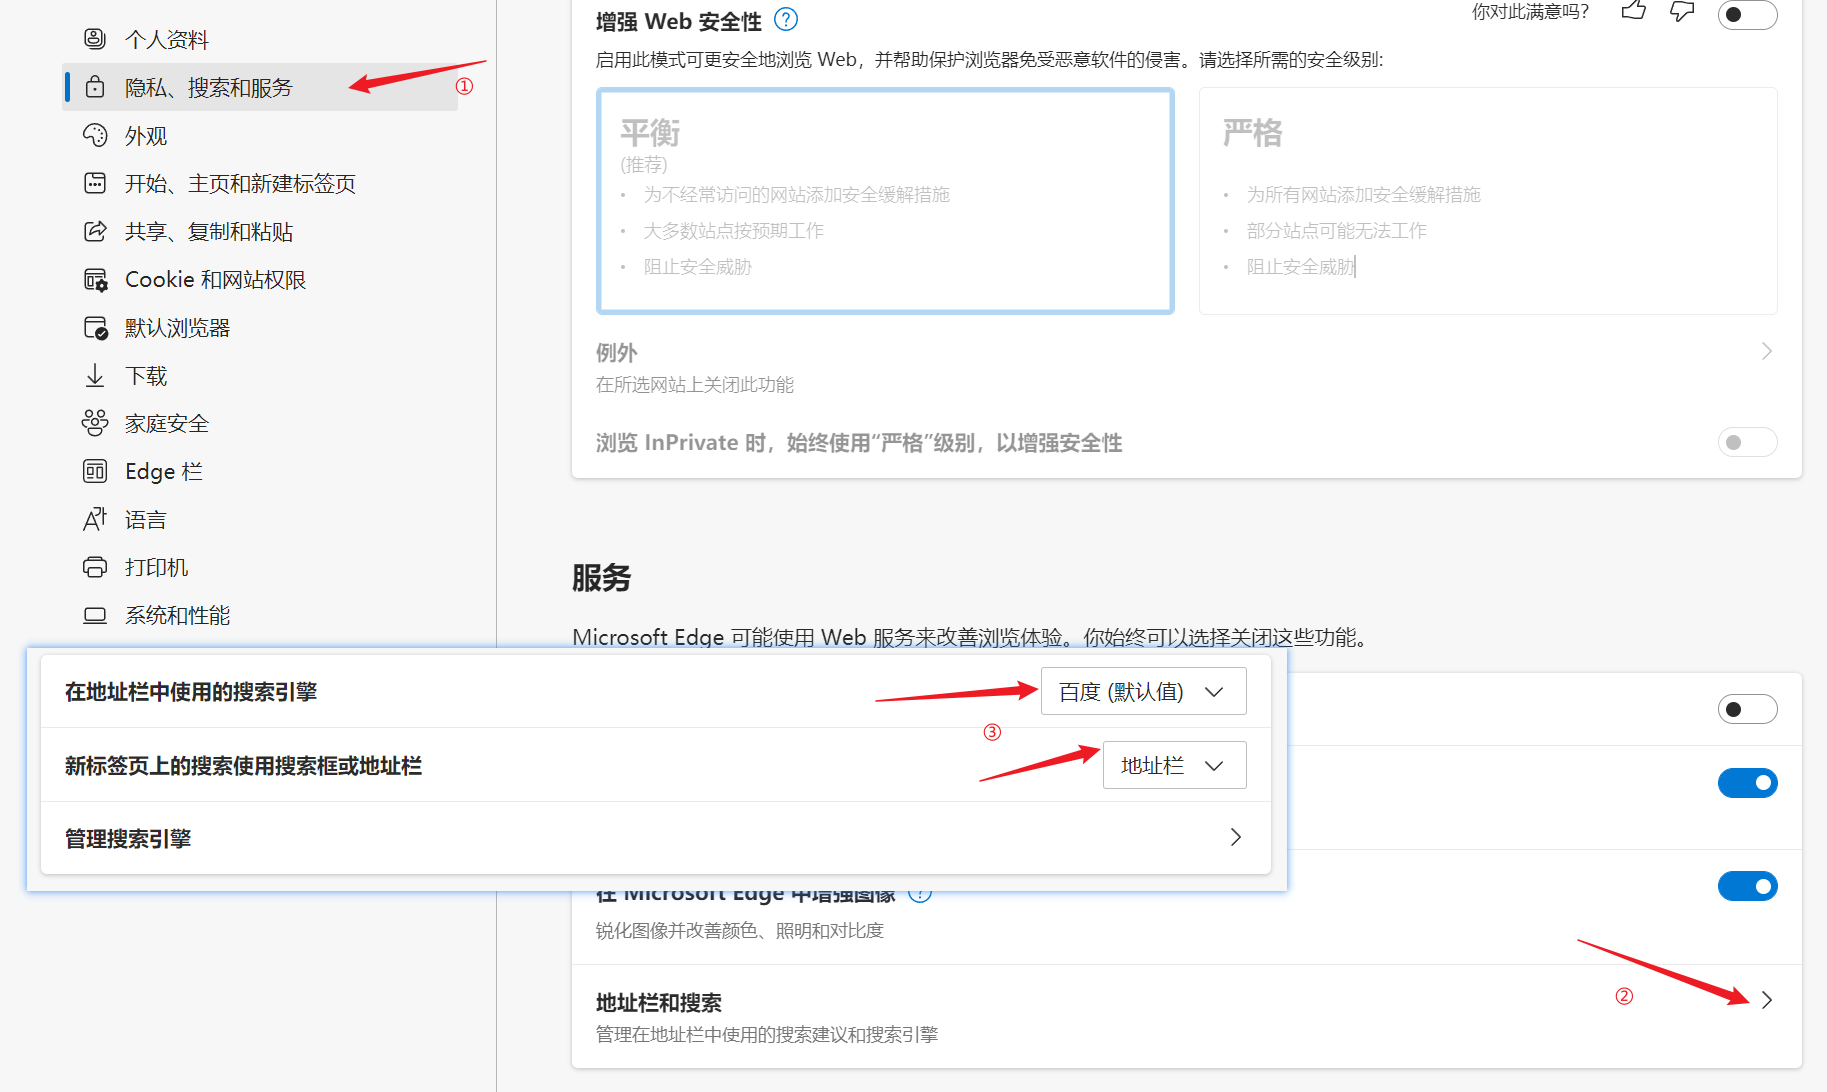 个人资料
隐私、搜索和服务
①
外观
开始、主页和新建标签页
共享、复制和粘贴
Cookie 和网站权限
默认浏览器
下载
家庭安全
Edge 栏
语言
打印机
系统和性能
增强 Web 安全性
你对此满意吗?
启用此模式可更安全地浏览 Web，并帮助保护浏览器免受恶意软件的侵害。请选择所需的安全级别:
平衡
(推荐)
• 为不经常访问的网站添加安全缓解措施
• 大多数站点按预期工作
• 阻止安全威胁
严格
• 为所有网站添加安全缓解措施
• 部分站点可能无法工作
• 阻止安全威胁
例外
在所选网站上关闭此功能
浏览 InPrivate 时，始终使用“严格”级别，以增强安全性
服务
Microsoft Edge 可能使用 Web 服务来改善浏览体验。你始终可以选择关闭这些功能。
在地址栏中使用的搜索引擎
百度 (默认值)
③
新标签页上的搜索使用搜索框或地址栏
地址栏
管理搜索引擎
在 Microsoft Edge 中增强图像
锐化图像并改善颜色、照明和对比度
地址栏和搜索
②
管理在地址栏中使用的搜索建议和搜索引擎